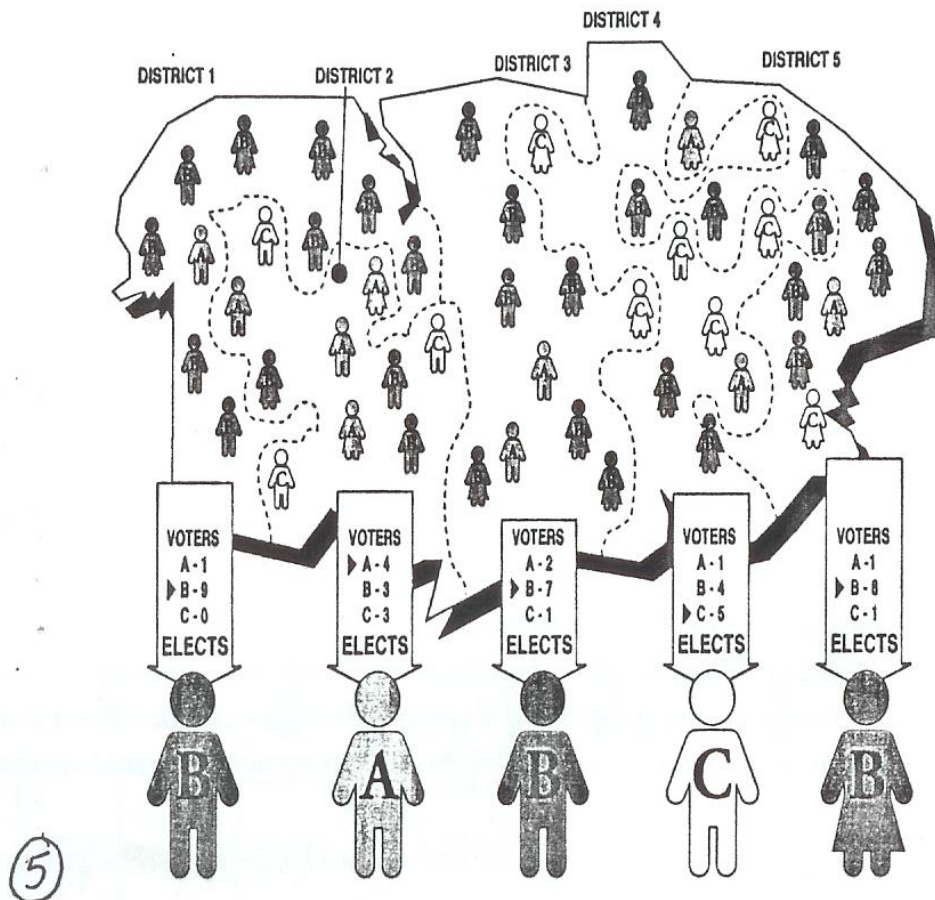 DISTRICT 4
DISTRICT 1
DISTRICT 2
DISTRICT 3
DISTRICT 5
VOTERS
A - 1
B - 9
C - 0
ELECTS
B
VOTERS
A - 4
B - 3
C - 3
ELECTS
A
VOTERS
A - 2
B - 7
C - 1
ELECTS
B
VOTERS
A - 1
B - 4
C - 5
ELECTS
C
VOTERS
A - 1
B - 8
C - 1
ELECTS
B
5